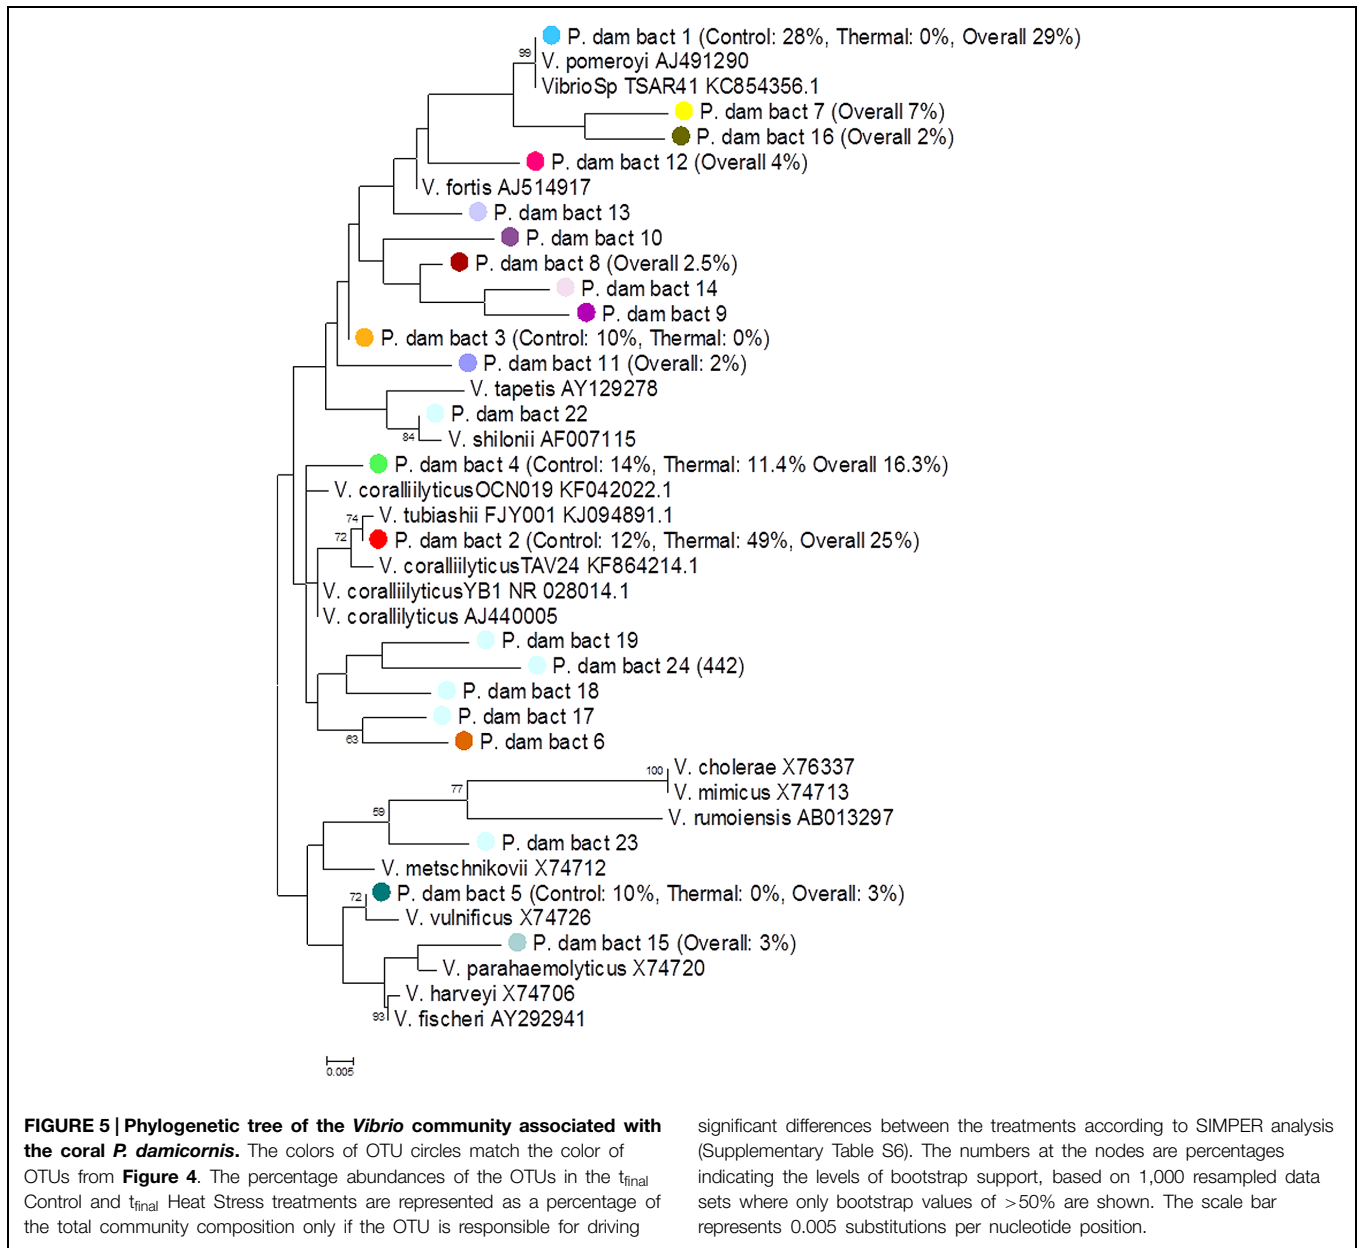 P. dam bact 1 (Control: 28%, Thermal: 0%, Overall 29%)
99
V. pomeroyi AJ491290
VibrioSp TSAR41 KC854356.1
P. dam bact 7 (Overall 7%)
P. dam bact 16 (Overall 2%)
P. dam bact 12 (Overall 4%)
V. fortis AJ514917
P. dam bact 13
P. dam bact 10
P. dam bact 8 (Overall 2.5%)
P. dam bact 14
P. dam bact 9
P. dam bact 3 (Control: 10%, Thermal: 0%)
P. dam bact 11 (Overall: 2%)
V. tapetis AY129278
P. dam bact 22
84
V. shilonii AF007115
P. dam bact 4 (Control: 14%, Thermal: 11.4% Overall 16.3%)
V. coralliilyticusOCN019 KF042022.1
74
V. tubiashii FJY001 KJ094891.1
72
P. dam bact 2 (Control: 12%, Thermal: 49%, Overall 25%)
V. coralliilyticusTAV24 KF864214.1
V. coralliilyticusYB1 NR 028014.1
V. corallilyticus AJ440005
P. dam bact 19
P. dam bact 24 (442)
P. dam bact 18
P. dam bact 17
63
P. dam bact 6
100
V. cholerae X76337
77
V. mimicus X74713
59
V. rumoiensis AB013297
P. dam bact 23
V. metschnikovii X74712
72
P. dam bact 5 (Control: 10%, Thermal: 0%, Overall: 3%)
V. vulnificus X74726
P. dam bact 15 (Overall: 3%)
V. parahaemolyticus X74720
V. harveyi X74706
93
V. fischeri AY292941
0.005
FIGURE 5 | Phylogenetic tree of the Vibrio community associated with
the coral P. damicornis. The colors of OTU circles match the color of
OTUs from Figure 4. The percentage abundances of the OTUs in the tfinal
Control and tfinal Heat Stress treatments are represented as a percentage of
the total community composition only if the OTU is responsible for driving
significant differences between the treatments according to SIMPER analysis
(Supplementary Table S6). The numbers at the nodes are percentages
indicating the levels of bootstrap support, based on 1,000 resampled data
sets where only bootstrap values of >50% are shown. The scale bar
represents 0.005 substitutions per nucleotide position.